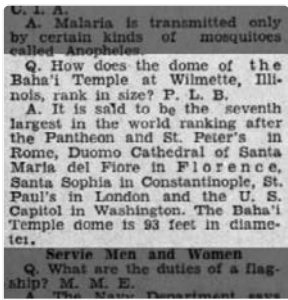 C. I. A.
A. Malaria is transmitted only
by certain kinds of mosquitoes
called Anopheles.
Q. How does the dome of the
Baha'i Temple at Wilmette, Illi-
nois, rank in size? P. L. B.
A. It is said to be the seventh
largest in the world ranking after
the Pantheon and St. Peter's in
Rome, Duomo Cathedral of Santa
Maria del Fiore in Florence,
Santa Sophia in Constantinople, St.
Paul's in London and the U. S.
Capitol in Washington. The Baha'i
Temple dome is 93 feet in diame-
ter.
Servie Men and Women
Q. What are the duties of a flag-
ship? M. M. E.
A. The Navy Department says